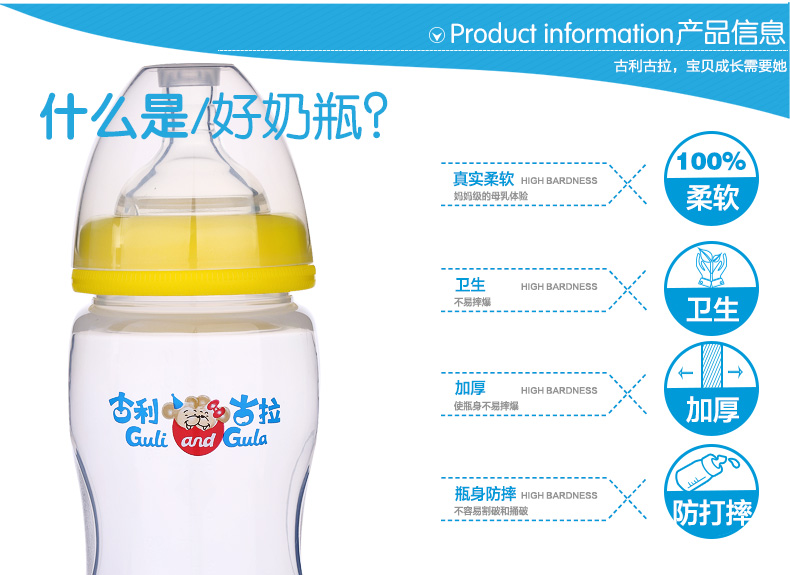 Product information产品信息
古利古拉，宝贝成长需要她
什么是/好奶瓶?
真实柔软 HIGH BARDNESS
妈妈级的母乳体验
100%
柔软
卫生 HIGH BARDNESS
不易摔爆
卫生
加厚 HIGH BARDNESS
使瓶身不易摔爆
加厚
古利 古拉
Guli and Gula
瓶身防摔 HIGH BARDNESS
不容易割破和捅破
防打摔